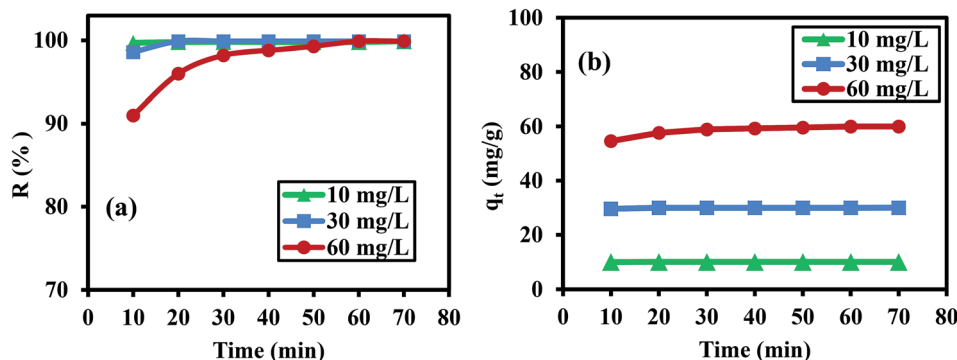 100
90
80
70
R (% )
(a)
10 mg/L
30 mg/L
60 mg/L
0 10 20 30 40 50 60 70 80
Time (min)
100
80
60
40
20
0
qt (mg/g)
(b)
10 mg/L
30 mg/L
60 mg/L
0 10 20 30 40 50 60 70 80
Time (min)